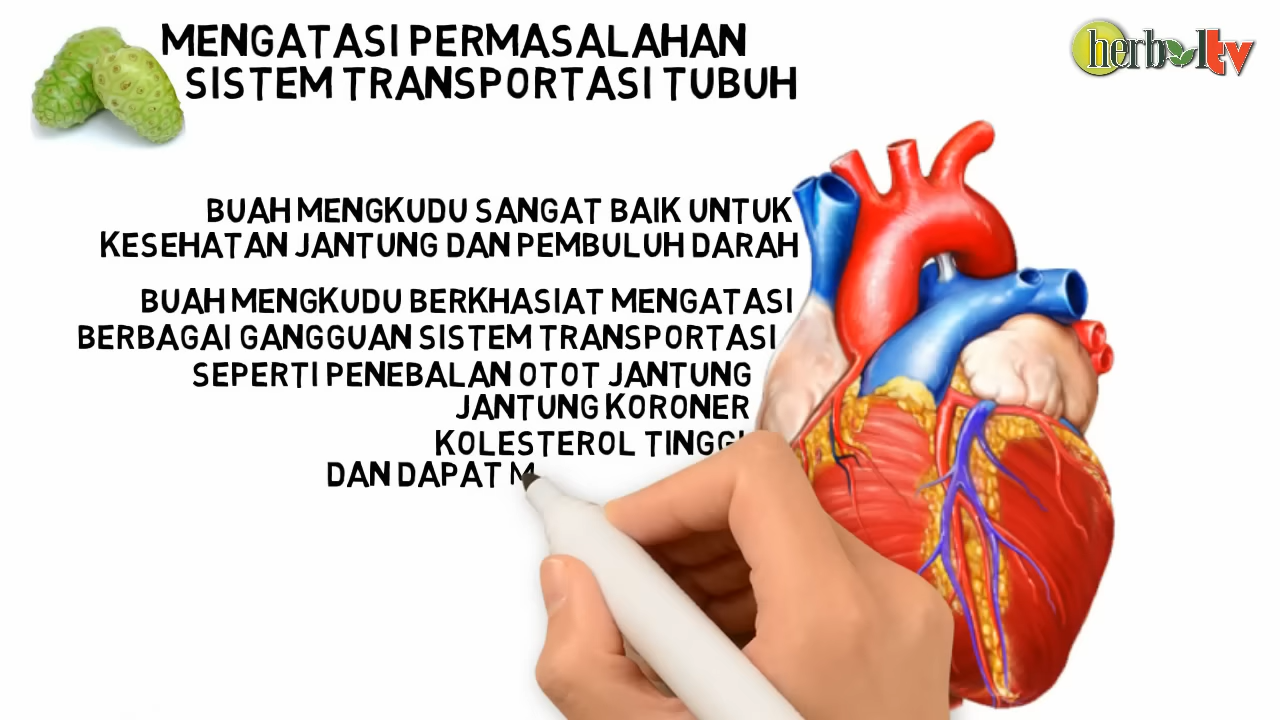 MENGATASI PERMASALAHAN
SISTEM TRANSPORTASI TUBUH
herbal tv
BUAH MENGKUDU SANGAT BAIK UNTUK
KESEHATAN JANTUNG DAN PEMBULUH DARAH
BUAH MENGKUDU BERKHASIAT MENGATASI
BERBAGAI GANGGUAN SISTEM TRANSPORTASI
SEPERTI PENEBALAN OTOT JANTUNG
JANTUNG KORONER
KOLESTEROL TINGGI
DAN DAPAT M